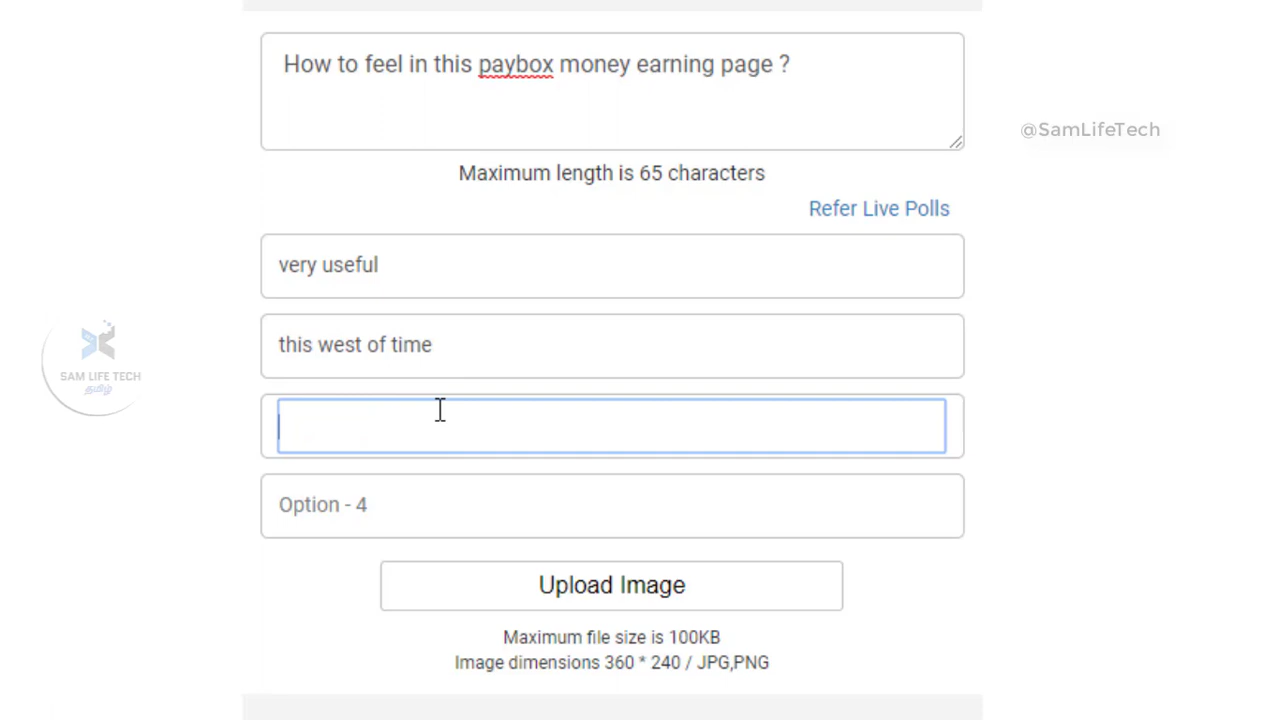 How to feel in this paybox money earning page ?
@SamLifeTech
Maximum length is 65 characters
Refer Live Polls
very useful
this west of time
SAM LIFE TECH
தமிழ்
Option - 4
Upload Image
Maximum file size is 100KB
Image dimensions 360 * 240 / JPG,PNG